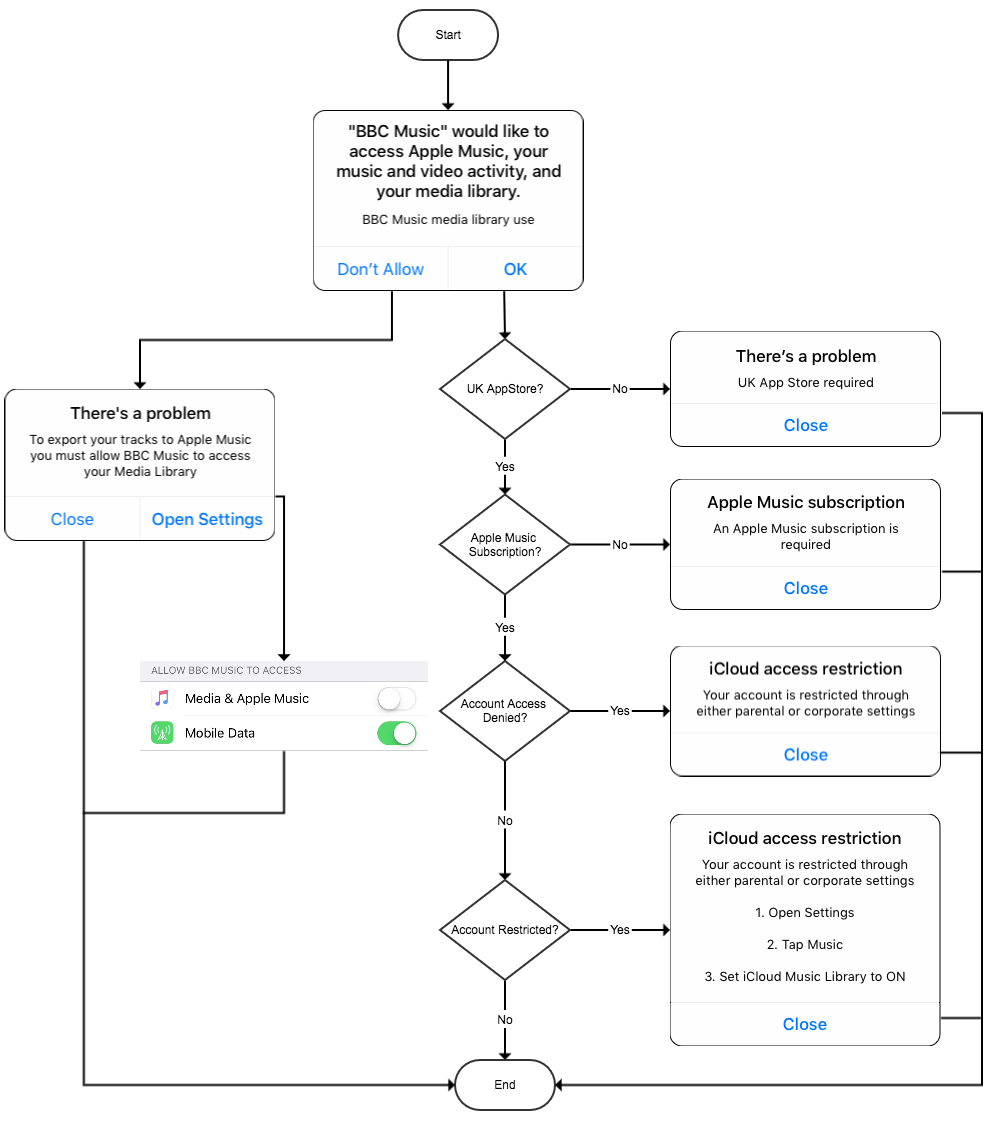 Start
"BBC Music" would like to
access Apple Music, your
music and video activity, and
your media library.
BBC Music media library use
Don’t Allow
OK
UK AppStore?
No
There’s a problem
UK App Store required
Close
There's a problem
To export your tracks to Apple Music
you must allow BBC Music to access
your Media Library
Close
Open Settings
Yes
Apple Music
Subscription?
No
Apple Music subscription
An Apple Music subscription is
required
Close
Yes
ALLOW BBC MUSIC TO ACCESS
Media & Apple Music
Mobile Data
Account Access
Denied?
Yes
iCloud access restriction
Your account is restricted through
either parental or corporate settings
Close
No
Account Restricted?
Yes
iCloud access restriction
Your account is restricted through
either parental or corporate settings
1. Open Settings
2. Tap Music
3. Set iCloud Music Library to ON
Close
No
End